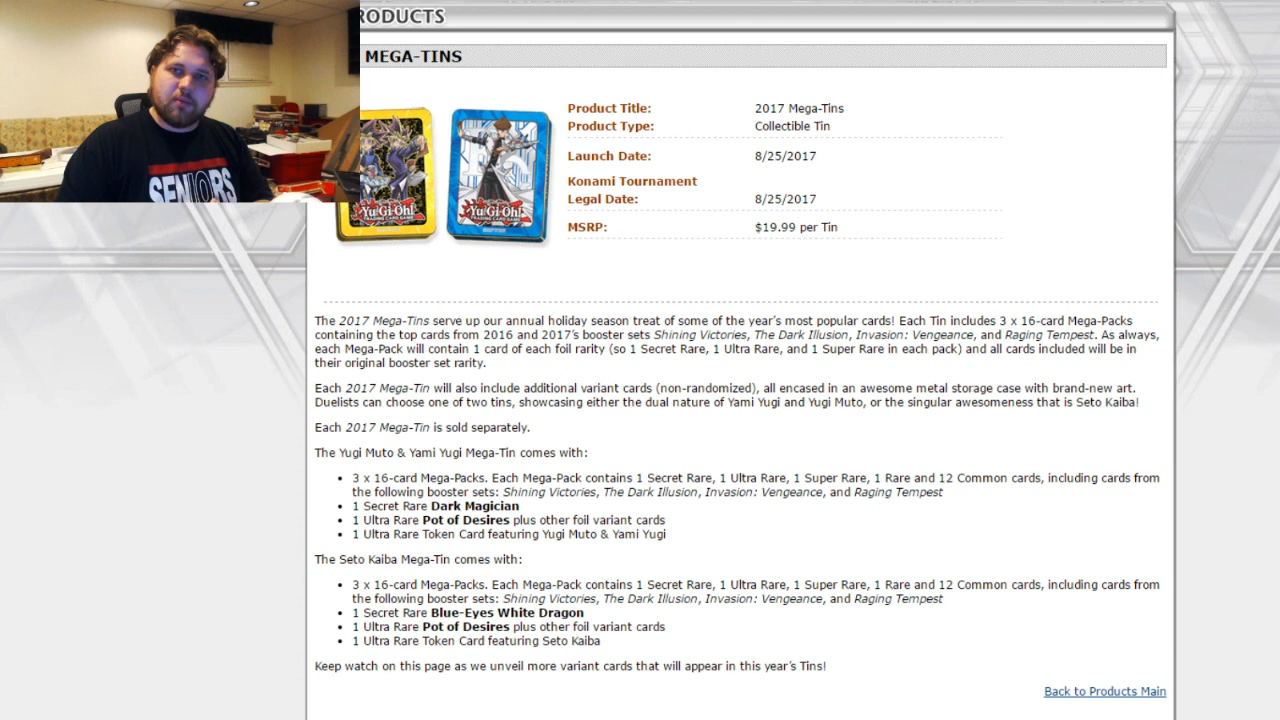 RODUCTS
MEGA-TINS
Product Title: 2017 Mega-Tins
Product Type: Collectible Tin
Launch Date: 8/25/2017
Konami Tournament
Legal Date: 8/25/2017
MSRP: $19.99 per Tin
SENIORS
Yu-Gi-Oh!
TRADING CARD GAME
Yu-Gi-Oh!
TRADING CARD GAME
The 2017 Mega-Tins serve up our annual holiday season treat of some of the year's most popular cards! Each Tin includes 3 x 16-card Mega-Packs
containing the top cards from 2016 and 2017's booster sets Shining Victories, The Dark Illusion, Invasion: Vengeance, and Raging Tempest. As always,
each Mega-Pack will contain 1 card of each foil rarity (so 1 Secret Rare, 1 Ultra Rare, and 1 Super Rare in each pack) and all cards included will be in
their original booster set rarity.
Each 2017 Mega-Tin will also include additional variant cards (non-randomized), all encased in an awesome metal storage case with brand-new art.
Duelists can choose one of two tins, showcasing either the dual nature of Yami Yugi and Yugi Muto, or the singular awesomeness that is Seto Kaiba!
Each 2017 Mega-Tin is sold separately.
The Yugi Muto & Yami Yugi Mega-Tin comes with:
• 3 x 16-card Mega-Packs. Each Mega-Pack contains 1 Secret Rare, 1 Ultra Rare, 1 Super Rare, 1 Rare and 12 Common cards, including cards from
the following booster sets: Shining Victories, The Dark Illusion, Invasion: Vengeance, and Raging Tempest
• 1 Secret Rare Dark Magician
• 1 Ultra Rare Pot of Desires plus other foil variant cards
• 1 Ultra Rare Token Card featuring Yugi Muto & Yami Yugi
The Seto Kaiba Mega-Tin comes with:
• 3 x 16-card Mega-Packs. Each Mega-Pack contains 1 Secret Rare, 1 Ultra Rare, 1 Super Rare, 1 Rare and 12 Common cards, including cards from
the following booster sets: Shining Victories, The Dark Illusion, Invasion: Vengeance, and Raging Tempest
• 1 Secret Rare Blue-Eyes White Dragon
• 1 Ultra Rare Pot of Desires plus other foil variant cards
• 1 Ultra Rare Token Card featuring Seto Kaiba
Keep watch on this page as we unveil more variant cards that will appear in this year's Tins!
Back to Products Main